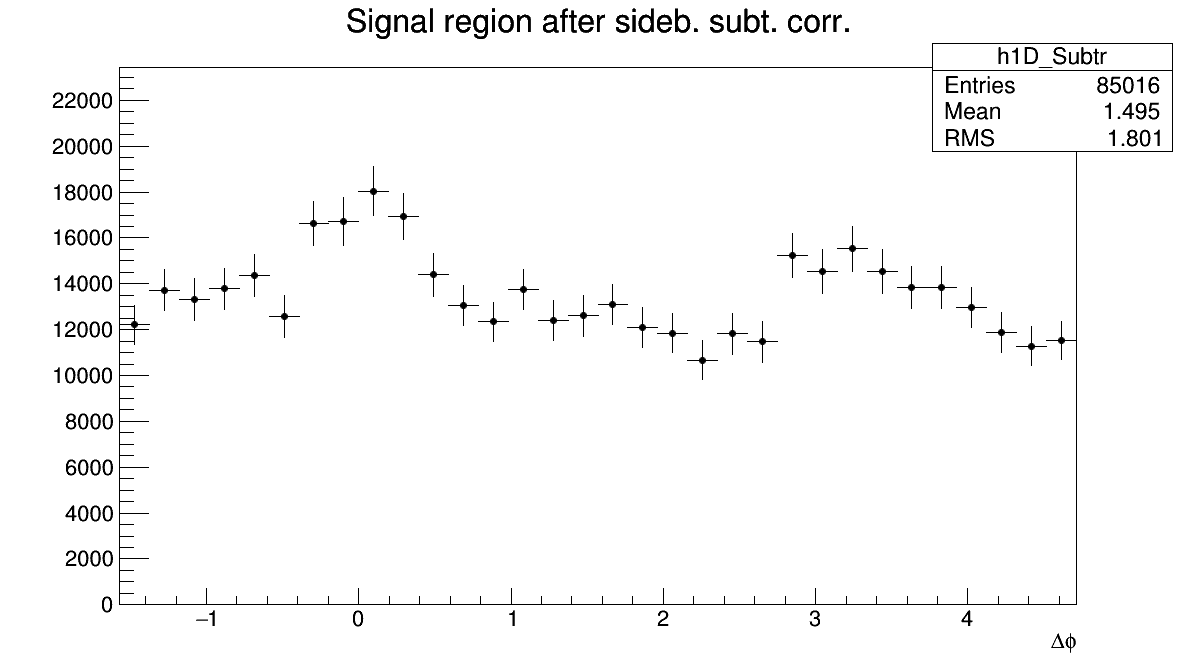 Signal region after sideb. subt. corr.
h1D_Subtr
Entries 85016
Mean 1.495
RMS 1.801
22000
20000
18000
16000
14000
12000
10000
8000
6000
4000
2000
0
−1 0 1 2 3 4
Δϕ